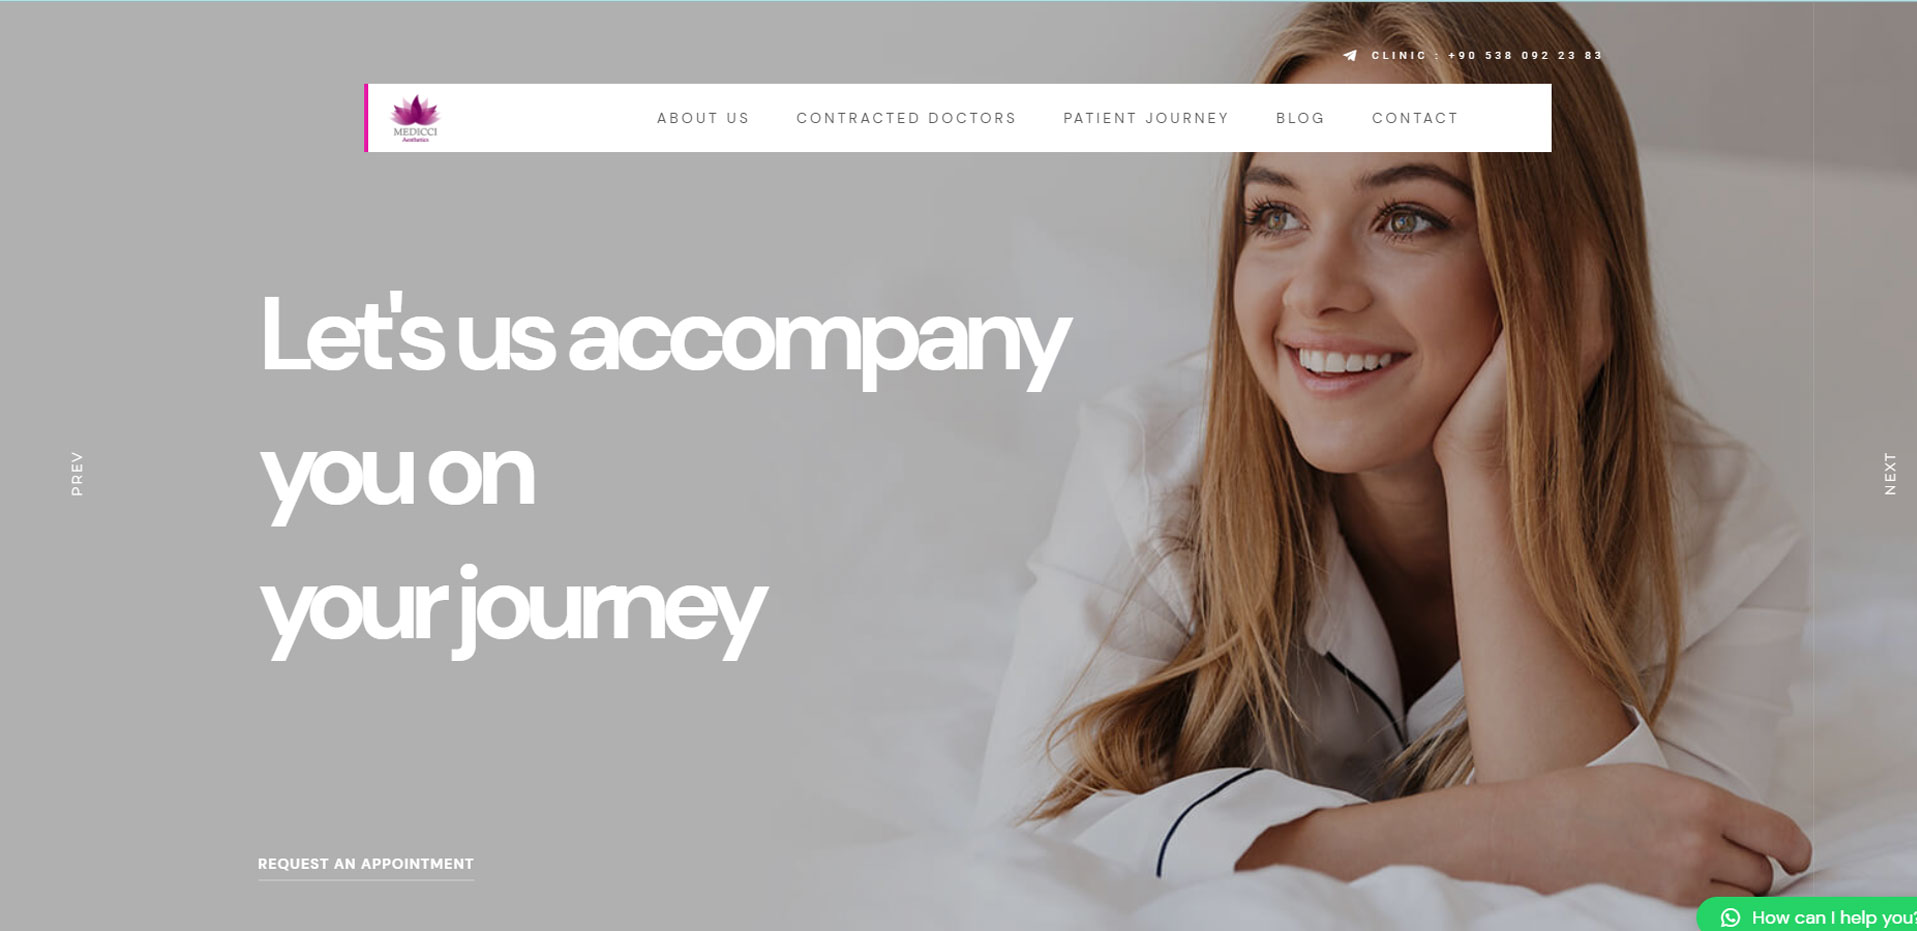 CLINIC : +90 538 092 23 83
MEDICCI
Aesthetics
ABOUT US
CONTRACTED DOCTORS
PATIENT JOURNEY
BLOG
CONTACT
Let's us accompany
you on
your journey
PREV
NEXT
REQUEST AN APPOINTMENT
How can I help you?